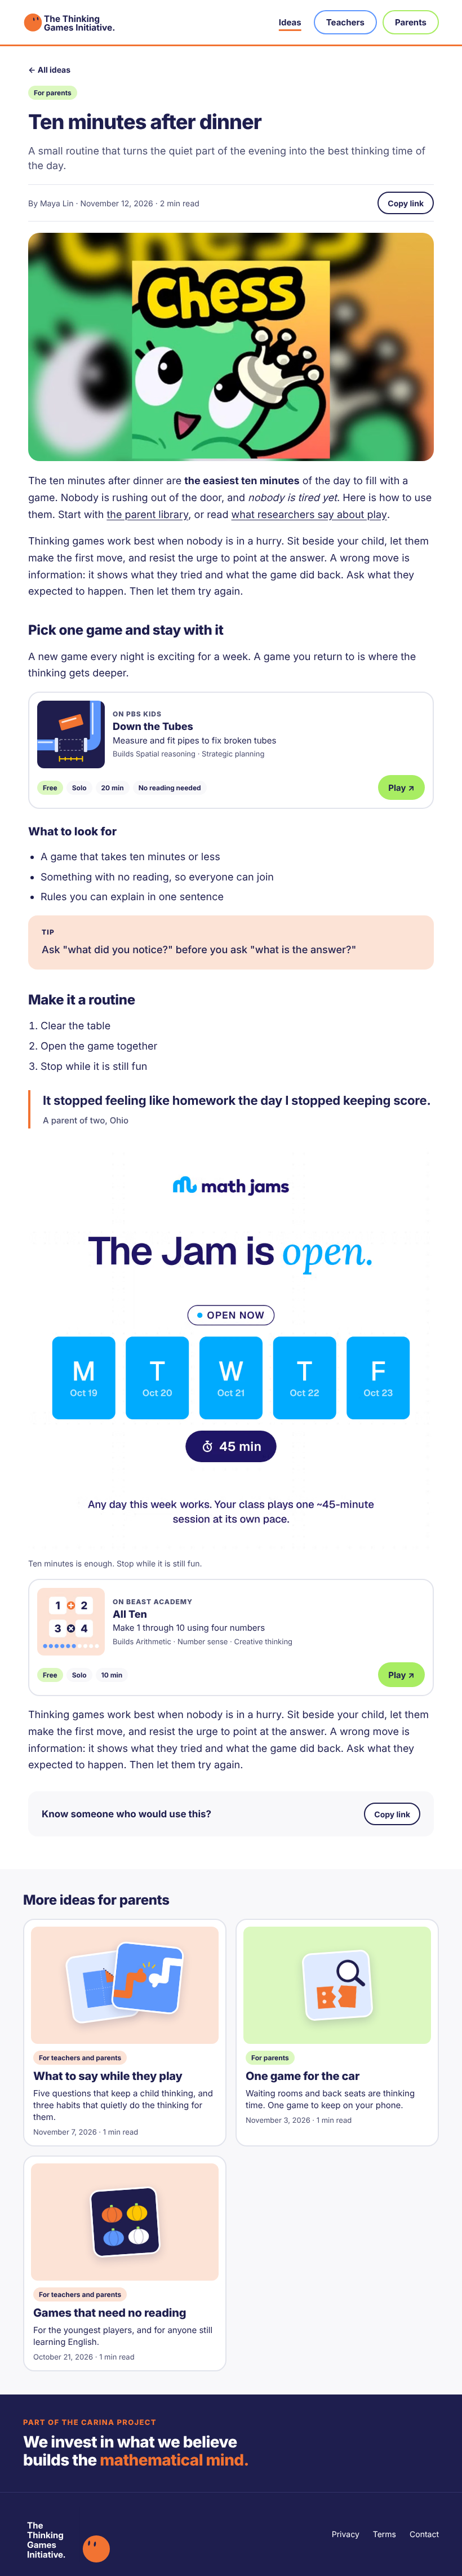 The Thinking
Games Initiative.
Ideas
Teachers
Parents
← All ideas
For parents
Ten minutes after dinner
A small routine that turns the quiet part of the evening into the best thinking time of
the day.
By Maya Lin · November 12, 2026 · 2 min read
Copy link
Chess
The ten minutes after dinner are the easiest ten minutes of the day to fill with a
game. Nobody is rushing out of the door, and nobody is tired yet. Here is how to use
them. Start with the parent library, or read what researchers say about play.
Thinking games work best when nobody is in a hurry. Sit beside your child, let them
make the first move, and resist the urge to point at the answer. A wrong move is
information: it shows what they tried and what the game did back. Ask what they
expected to happen. Then let them try again.
Pick one game and stay with it
A new game every night is exciting for a week. A game you return to is where the
thinking gets deeper.
ON PBS KIDS
Down the Tubes
Measure and fit pipes to fix broken tubes
Builds Spatial reasoning · Strategic planning
Free
Solo
20 min
No reading needed
Play ↗
What to look for
• A game that takes ten minutes or less
• Something with no reading, so everyone can join
• Rules you can explain in one sentence
TIP
Ask "what did you notice?" before you ask "what is the answer?"
Make it a routine
1. Clear the table
2. Open the game together
3. Stop while it is still fun
It stopped feeling like homework the day I stopped keeping score.
A parent of two, Ohio
math jams
The Jam is open.
OPEN NOW
M
Oct 19
T
Oct 20
W
Oct 21
T
Oct 22
F
Oct 23
45 min
Any day this week works. Your class plays one ~45-minute
session at its own pace.
Ten minutes is enough. Stop while it is still fun.
1 + 2
3 × 4
ON BEAST ACADEMY
All Ten
Make 1 through 10 using four numbers
Builds Arithmetic · Number sense · Creative thinking
Free
Solo
10 min
Play ↗
Thinking games work best when nobody is in a hurry. Sit beside your child, let them
make the first move, and resist the urge to point at the answer. A wrong move is
information: it shows what they tried and what the game did back. Ask what they
expected to happen. Then let them try again.
Know someone who would use this?
Copy link
More ideas for parents
For teachers and parents
What to say while they play
Five questions that keep a child thinking, and
three habits that quietly do the thinking for
them.
November 7, 2026 · 1 min read
For parents
One game for the car
Waiting rooms and back seats are thinking
time. One game to keep on your phone.
November 3, 2026 · 1 min read
For teachers and parents
Games that need no reading
For the youngest players, and for anyone still
learning English.
October 21, 2026 · 1 min read
PART OF THE CARINA PROJECT
We invest in what we believe
builds the mathematical mind.
The
Thinking
Games
Initiative.
Privacy
Terms
Contact